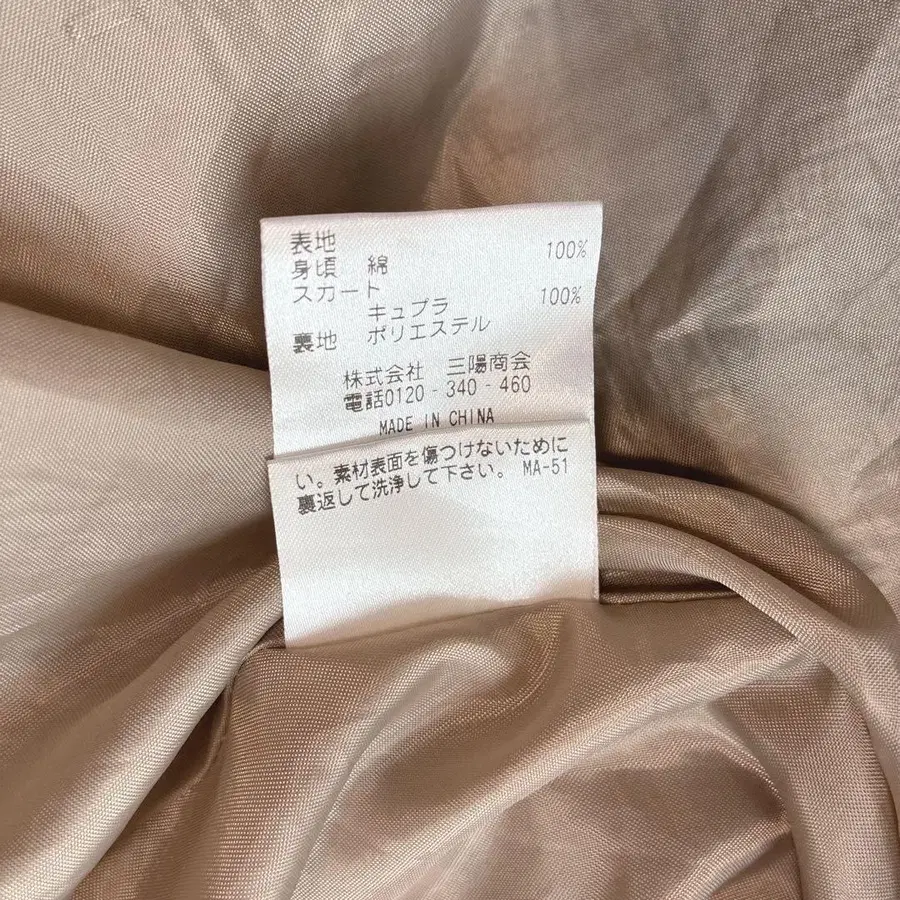 表地
身頃 綿 100%
スカート
キュプラ 100%
裏地 ポリエステル
株式会社 三陽商会
電話0120-340-460
MADE IN CHINA
い。素材表面を傷つけないために
裏返して洗浄して下さい。 MA-51